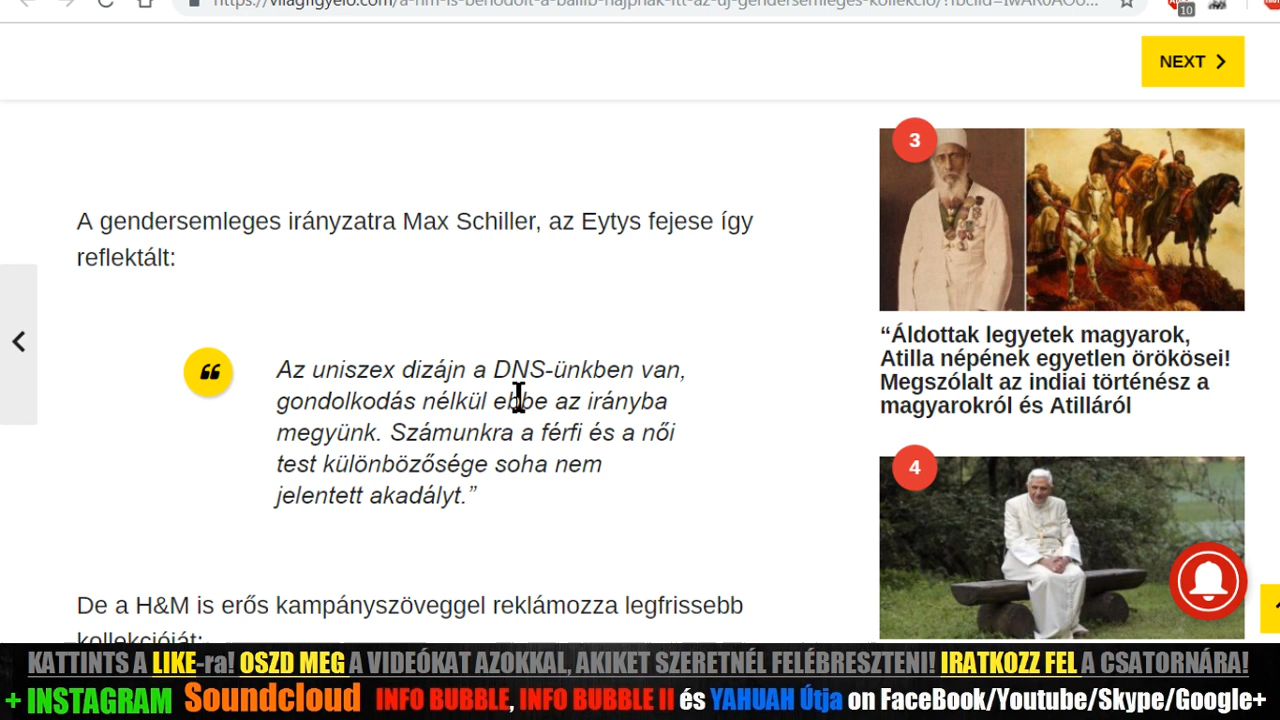 NEXT
A gendersemleges irányzatra Max Schiller, az Eytys fejese így
reflektált:
Az uniszex dizájn a DNS-ünkben van,
gondolkodás nélkül ebbe az irányba
megyünk. Számunkra a férfi és a női
test különbözősége soha nem
jelentett akadályt.”
De a H&M is erős kampányszöveggel reklámozza legfrissebb
kollekcióját:
3
“Áldottak legyetek magyarok,
Atilla népének egyetlen örökösei!
Megszólalt az indiai történész a
magyarokról és Atilláról
4
10
KATTINTS A LIKE-ra! OSZD MEG A VIDEÓKAT AZOKKAL, AKIKET SZERETNÉL FELÉBRESZTENI! IRATKOZZ FEL A CSATORNÁRA!
+ INSTAGRAM Soundcloud INFO BUBBLE, INFO BUBBLE II és YAHUAH Útja on FaceBook/Youtube/Skype/Google+